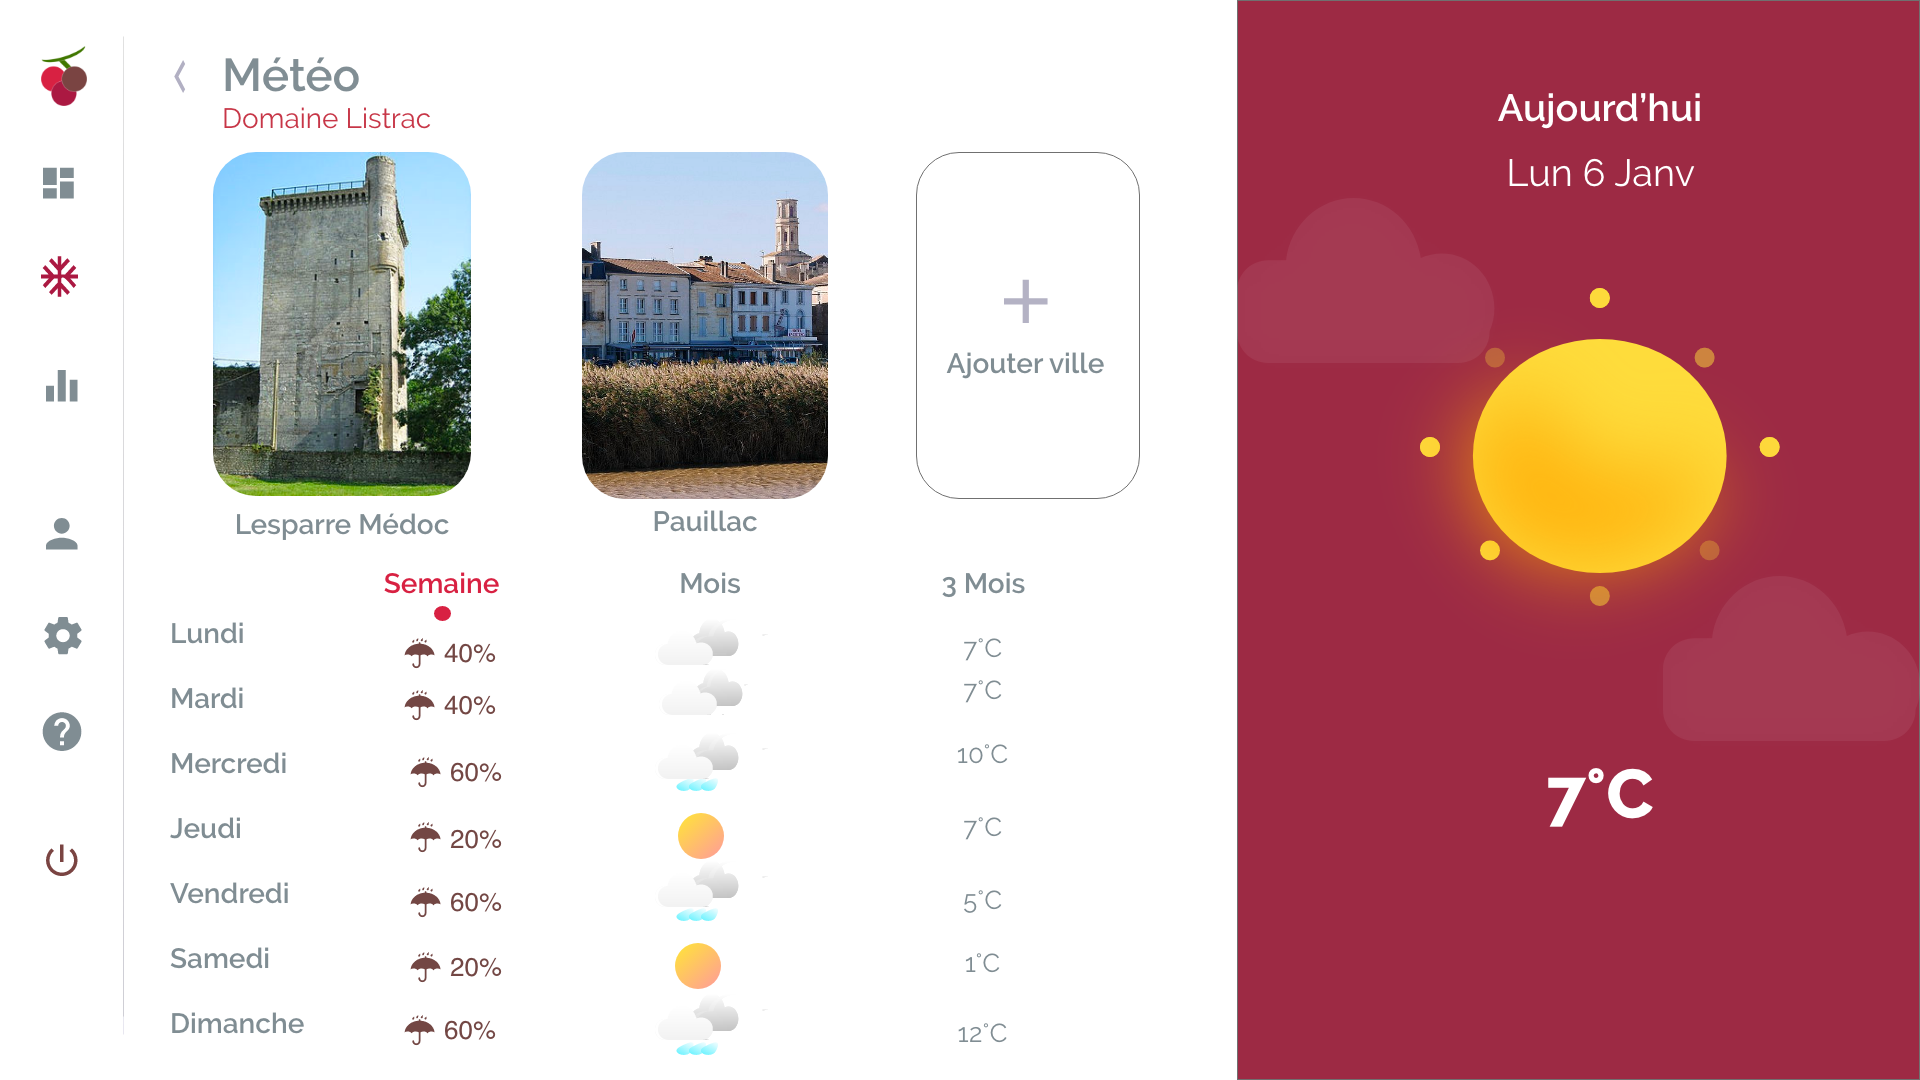 Météo
Domaine Listrac
Ajouter ville
Lesparre Médoc
Pauillac
Semaine Mois 3 Mois
Lundi 40% 7°C
Mardi 40% 7°C
Mercredi 60% 10°C
Jeudi 20% 7°C
Vendredi 60% 5°C
Samedi 20% 1°C
Dimanche 60% 12°C
Aujourd’hui
Lun 6 Janv
7°C